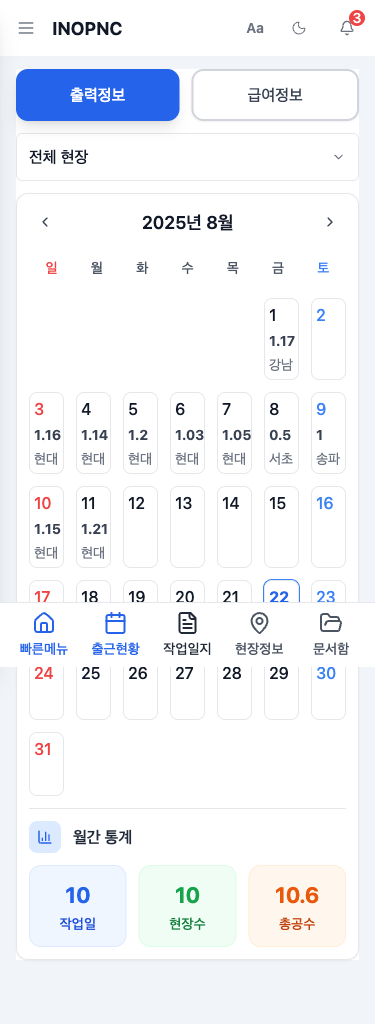 INOPNC
Aa
3
출력정보
급여정보
전체 현장
2025년 8월
일 월 화 수 목 금 토
1 2
1.17
강남
3 4 5 6 7 8 9
1.16 1.14 1.2 1.03 1.05 0.5 1
현대 현대 현대 현대 현대 서초 송파
10 11 12 13 14 15 16
1.15 1.21
현대 현대
17 18 19 20 21 22 23
빠른메뉴 출근현황 작업일지 현장정보 문서함
24 25 26 27 28 29 30
31
월간 통계
10 10 10.6
작업일 현장수 총공수